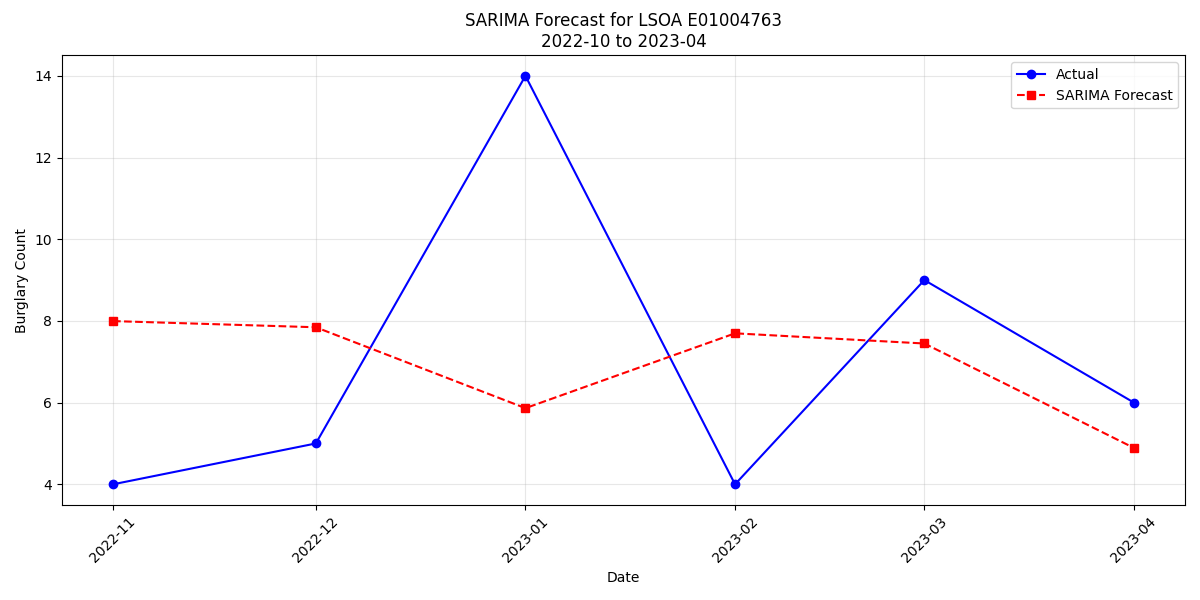 SARIMA Forecast for LSOA E01004763
2022-10 to 2023-04
Actual
SARIMA Forecast
Burglary Count
14
12
10
8
6
4
2022-11
2022-12
2023-01
2023-02
2023-03
2023-04
Date